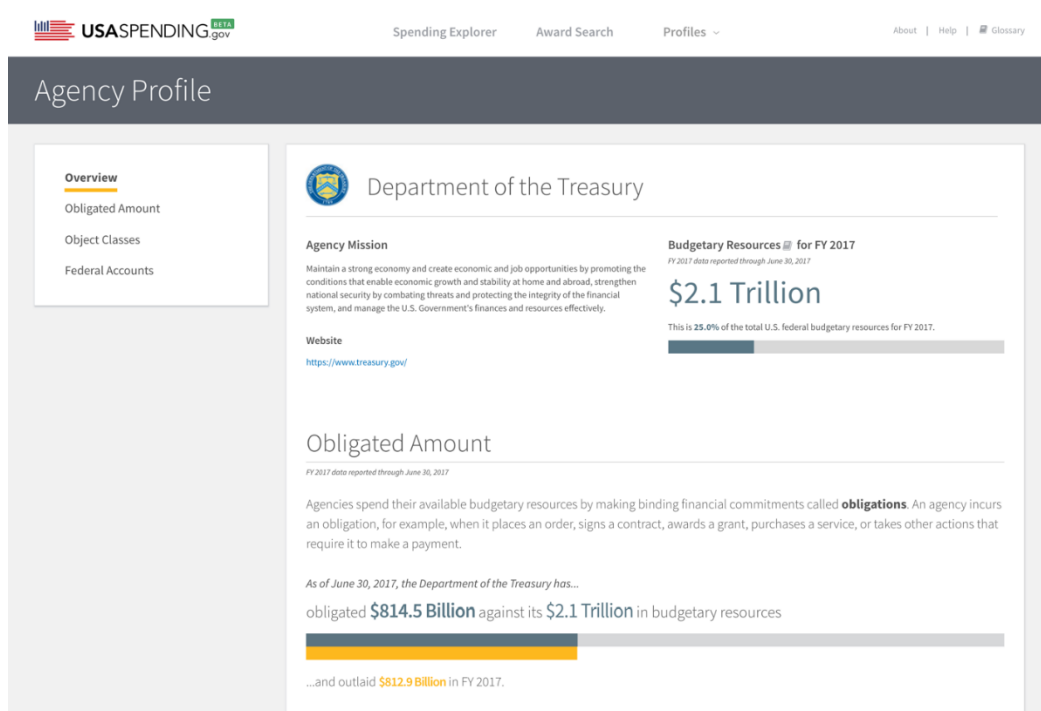 USASPENDING.gov BETA
Spending Explorer Award Search Profiles About | Help | Glossary
Agency Profile
Overview
Obligated Amount
Object Classes
Federal Accounts
Department of the Treasury
Agency Mission
Maintain a strong economy and create economic and job opportunities by promoting the
conditions that enable economic growth and stability at home and abroad, strengthen
national security by combating threats and protecting the integrity of the financial
system, and manage the U.S. Government's finances and resources effectively.
Website
https://www.treasury.gov/
Budgetary Resources for FY 2017
FY 2017 data reported through June 30, 2017
$2.1 Trillion
This is 25.0% of the total U.S. federal budgetary resources for FY 2017.
Obligated Amount
FY 2017 data reported through June 30, 2017
Agencies spend their available budgetary resources by making binding financial commitments called obligations. An agency incurs
an obligation, for example, when it places an order, signs a contract, awards a grant, purchases a service, or takes other actions that
require it to make a payment.
As of June 30, 2017, the Department of the Treasury has...
obligated $814.5 Billion against its $2.1 Trillion in budgetary resources
...and outlaid $812.9 Billion in FY 2017.